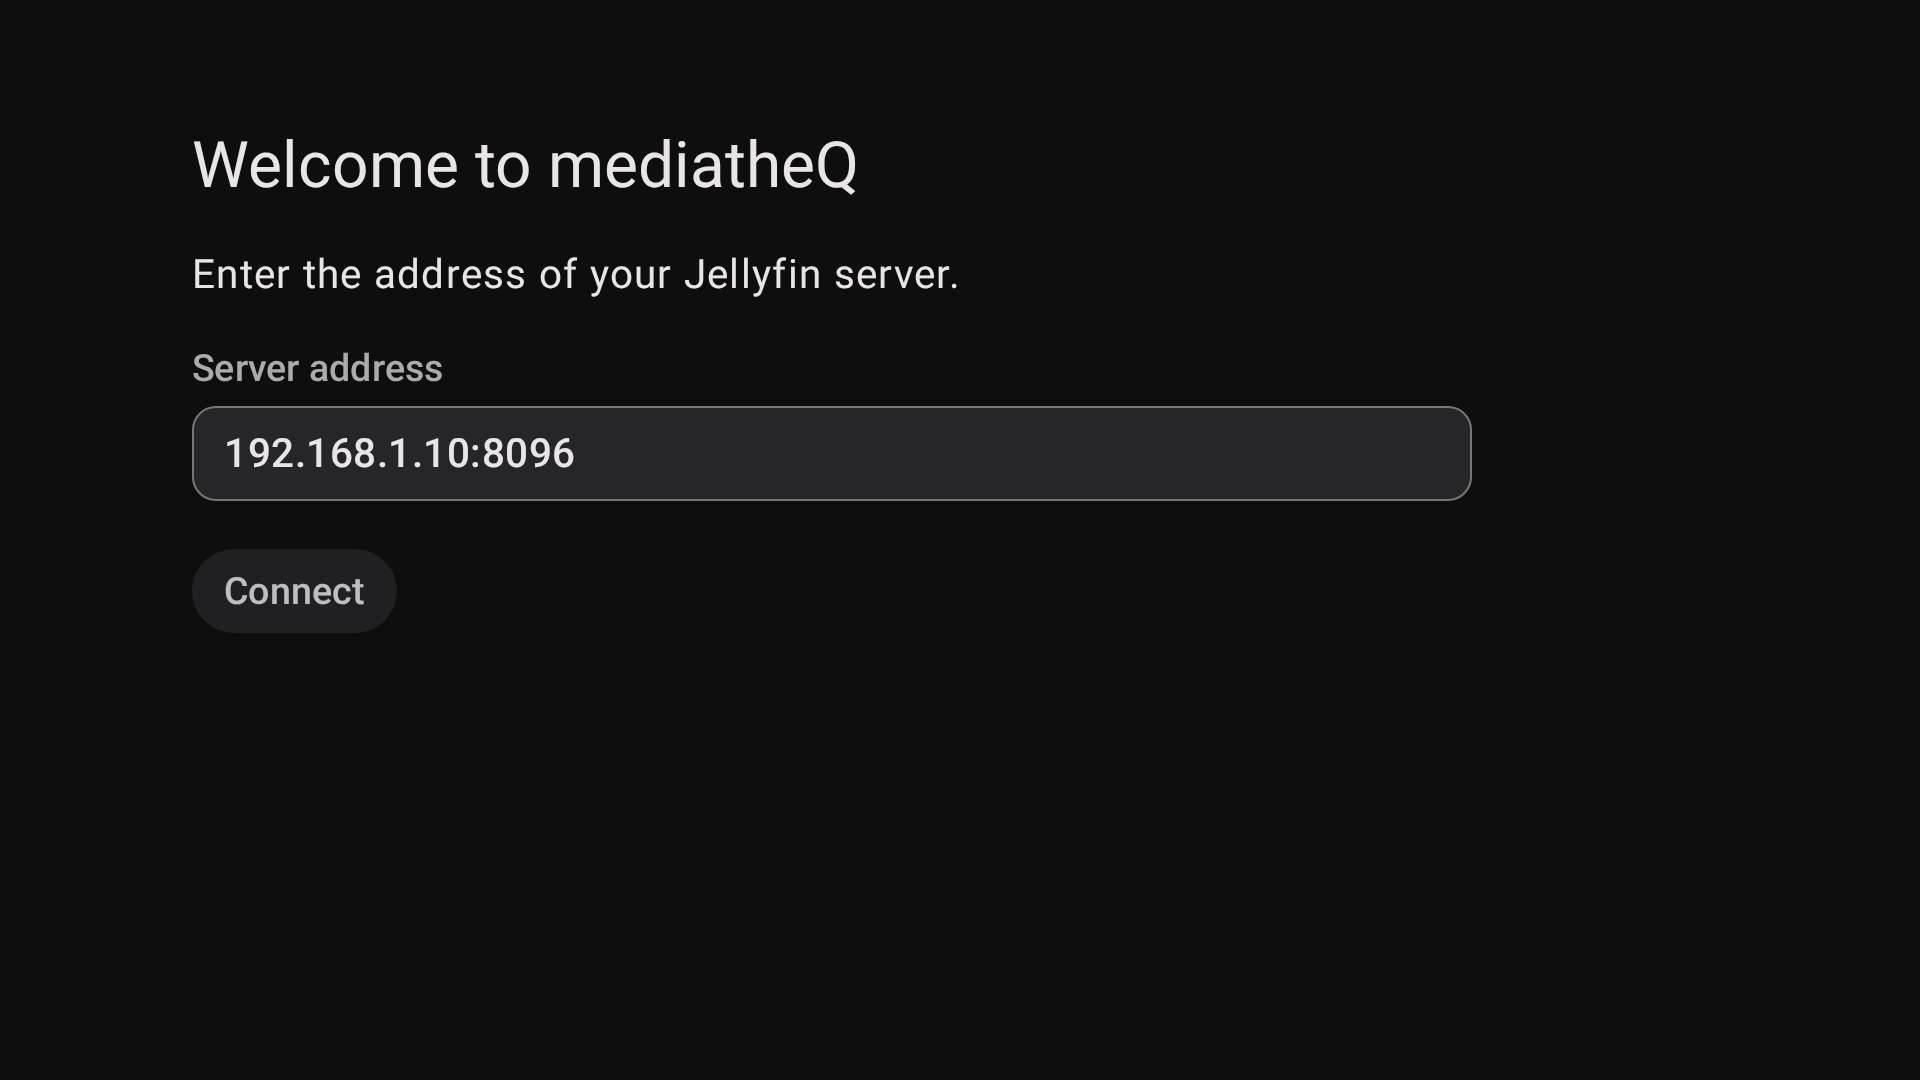 Welcome to mediatheQ
Enter the address of your Jellyfin server.
Server address
192.168.1.10:8096
Connect